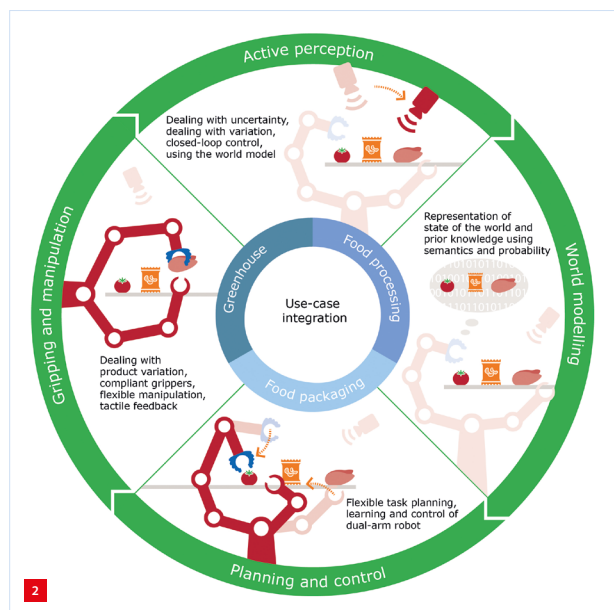 Active perception
Dealing with uncertainty,
dealing with variation,
closed-loop control,
using the world model
World modelling
Representation of
state of the world and
prior knowledge using
semantics and probability
Planning and control
Flexible task planning,
learning and control of
dual-arm robot
Gripping and manipulation
Dealing with
product variation,
compliant grippers,
flexible manipulation,
tactile feedback
Greenhouse
Food processing
Food packaging
Use-case
integration
2